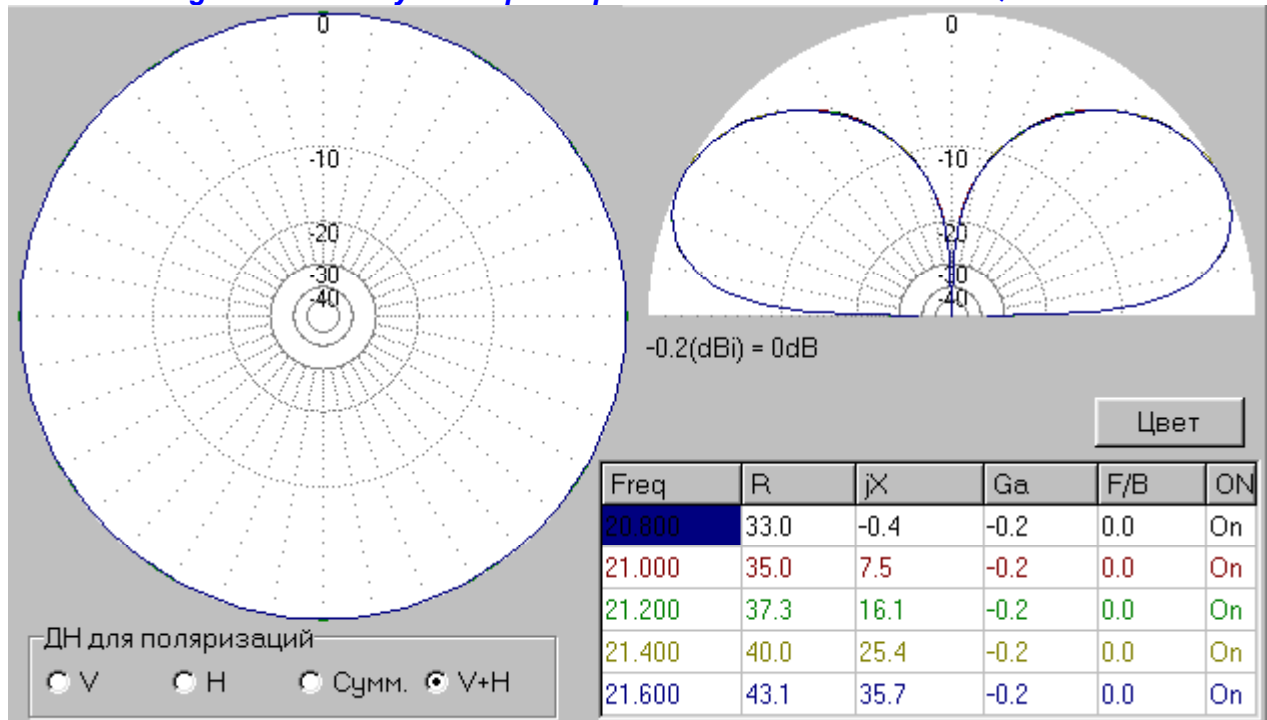 0
-10
-20
-30
-40
0
-10
-20
-30
-40
-0.2(dBi) = 0dB
Цвет
Freq R jX Ga F/B ON
20.800 33.0 -0.4 -0.2 0.0 On
21.000 35.0 7.5 -0.2 0.0 On
21.200 37.3 16.1 -0.2 0.0 On
21.400 40.0 25.4 -0.2 0.0 On
21.600 43.1 35.7 -0.2 0.0 On
ДН для поляризаций
V H Сумм. V+H